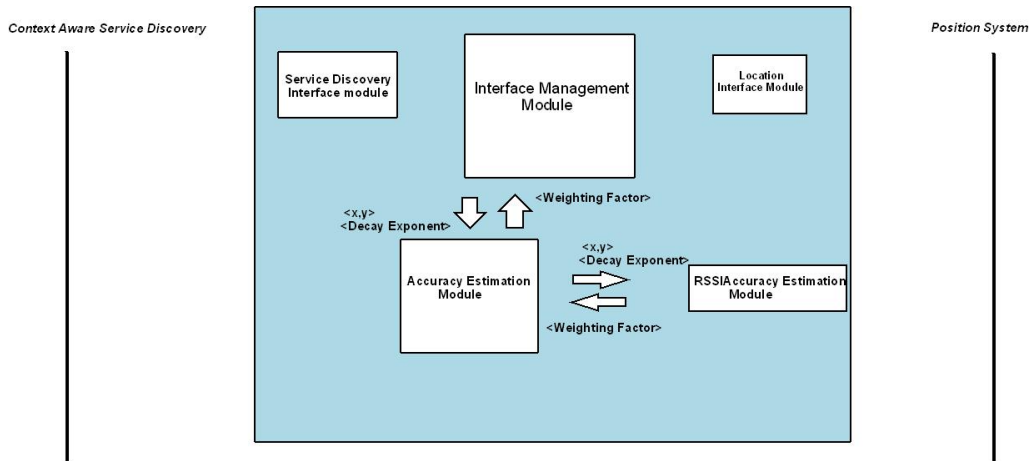 Context Aware Service Discovery
Position System
Service Discovery
Interface module
Interface Management
Module
Location
Interface Module
<Weighting Factor>
<x,y>
<Decay Exponent>
Accuracy Estimation
Module
<x,y>
<Decay Exponent>
RSSIAccuracy Estimation
Module
<Weighting Factor>